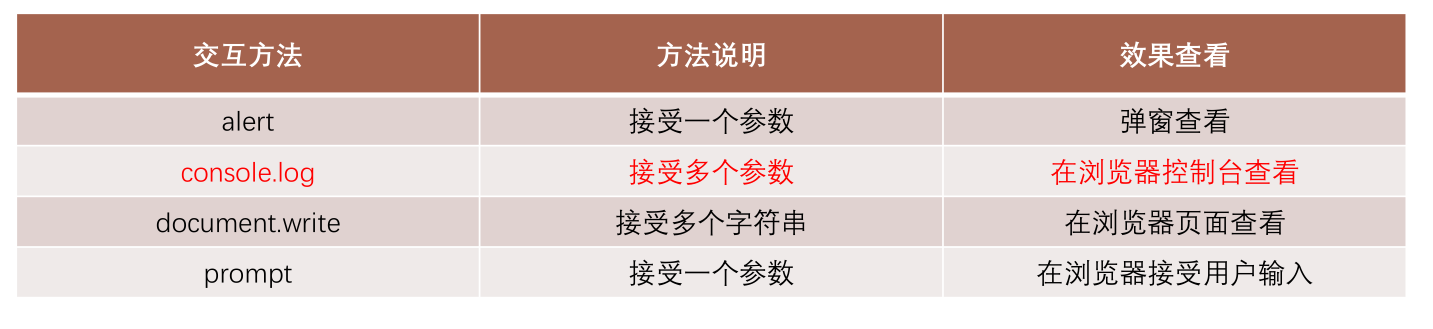 交互方法 方法说明 效果查看
alert 接受一个参数 弹窗查看
console.log 接受多个参数 在浏览器控制台查看
document.write 接受多个字符串 在浏览器页面查看
prompt 接受一个参数 在浏览器接受用户输入